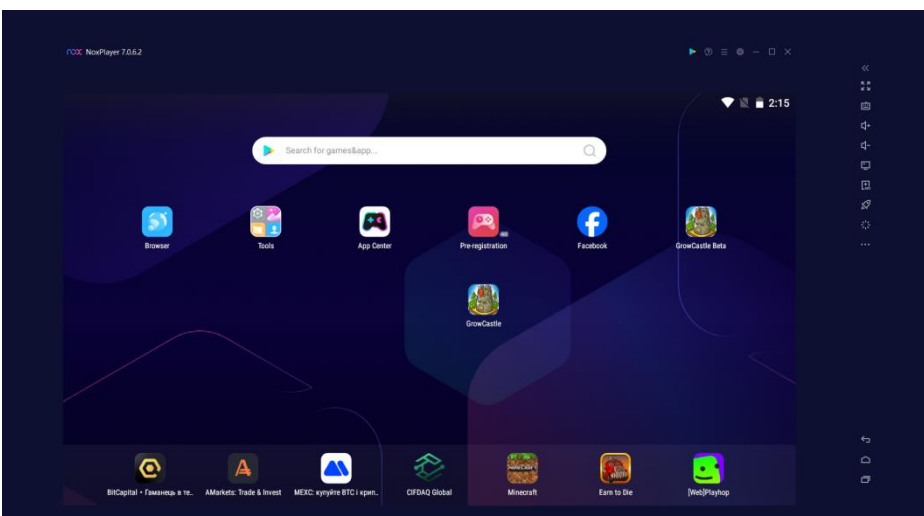 nox NoxPlayer 7.0.6.2
2:15
Search for games&app...
Browser
Tools
App Center
Pre-registration
Facebook
GrowCastle Beta
GrowCastle
BitCapital • Гаманець в те..
AMarkets: Trade & Invest
MEXC: купуйте BTC і крип..
CIFDAQ Global
Minecraft
Earn to Die
[Web]Playhop